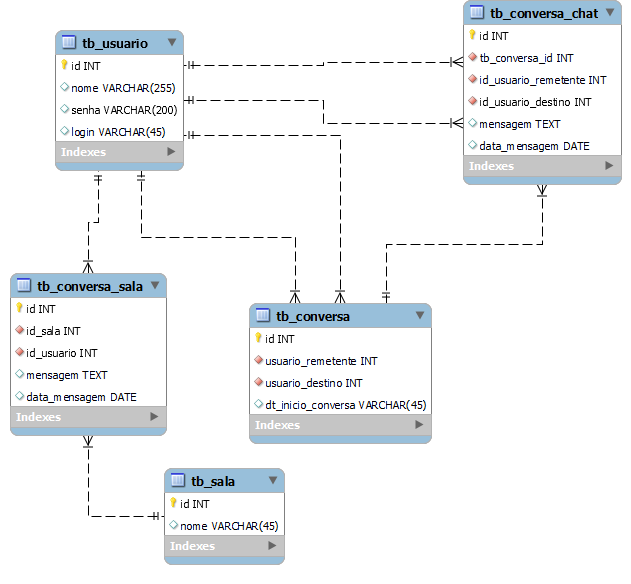 tb_usuario
id INT
nome VARCHAR(255)
senha VARCHAR(200)
login VARCHAR(45)
Indexes
tb_conversa_chat
id INT
tb_conversa_id INT
id_usuario_remetente INT
id_usuario_destino INT
mensagem TEXT
data_mensagem DATE
Indexes
tb_conversa_sala
id INT
id_sala INT
id_usuario INT
mensagem TEXT
data_mensagem DATE
Indexes
tb_conversa
id INT
usuario_remetente INT
usuario_destino INT
dt_inicio_conversa VARCHAR(45)
Indexes
tb_sala
id INT
nome VARCHAR(45)
Indexes